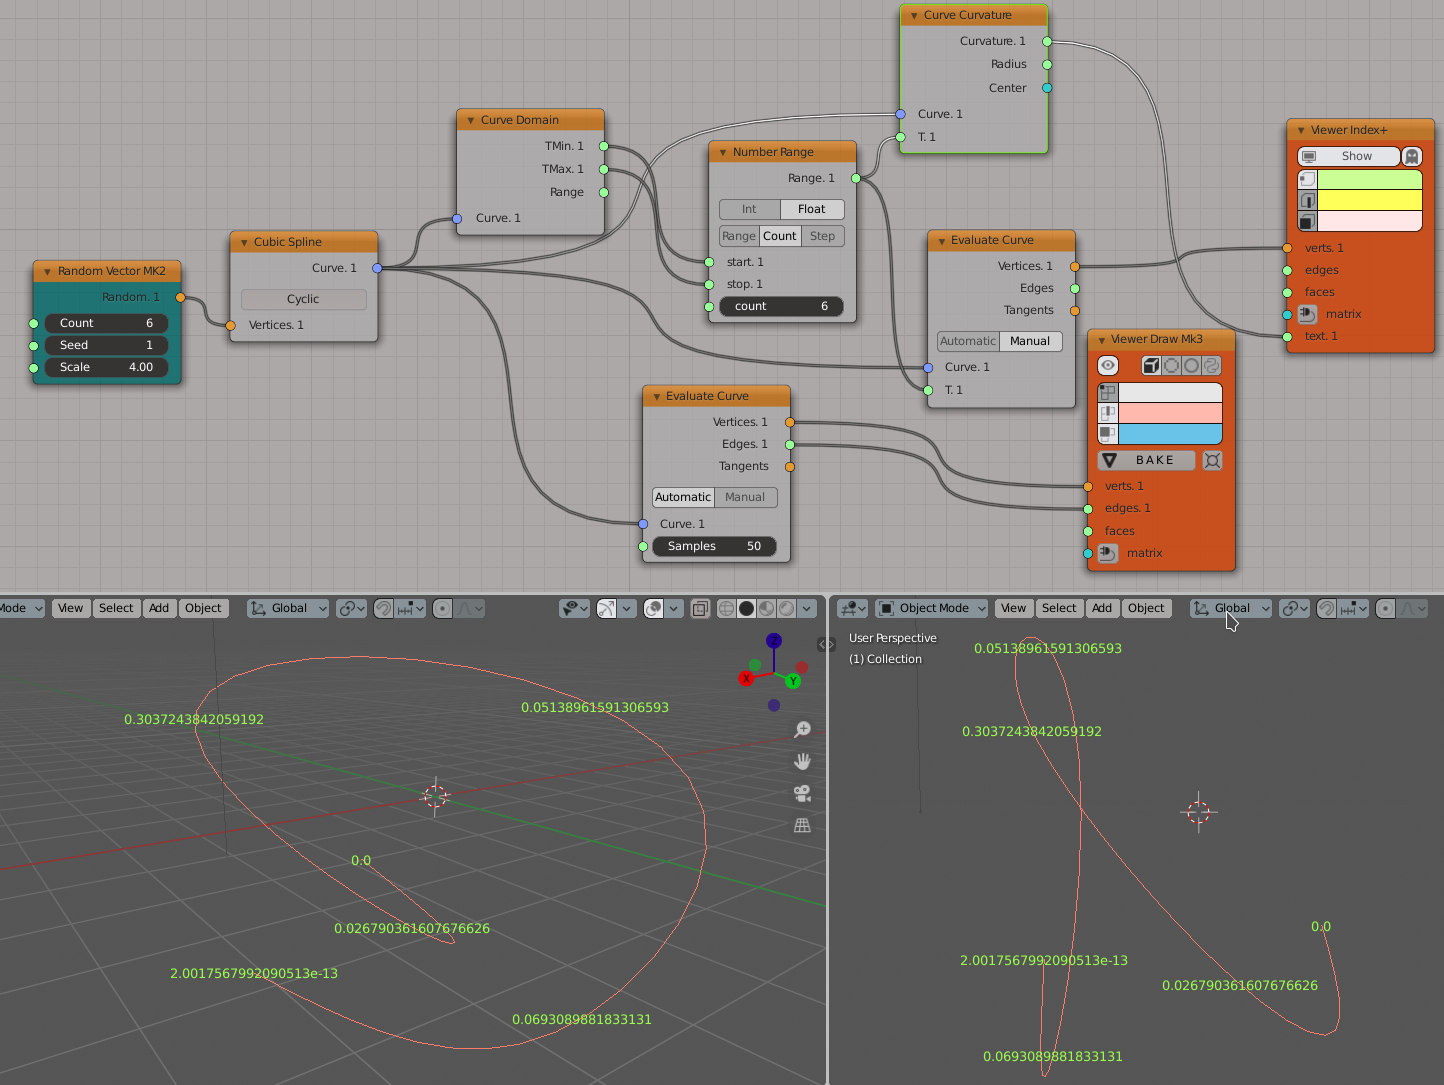 Curve Curvature
Curvature. 1
Radius
Center
Curve. 1
T. 1
Curve Domain
TMin. 1
TMax. 1
Range
Curve. 1
Number Range
Range. 1
Int Float
Range Count Step
start. 1
stop. 1
count 6
Viewer Index+
Show
verts. 1
edges
faces
matrix
text. 1
Random Vector MK2
Random. 1
Count 6
Seed 1
Scale 4.00
Cubic Spline
Curve. 1
Cyclic
Vertices. 1
Evaluate Curve
Vertices. 1
Edges
Tangents
Automatic Manual
Curve. 1
T. 1
Viewer Draw Mk3
BAKE
verts. 1
edges. 1
faces
matrix
Evaluate Curve
Vertices. 1
Edges. 1
Tangents
Automatic Manual
Curve. 1
Samples 50
Mode View Select Add Object Global
Z
X
Y
0.3037243842059192
0.05138961591306593
0.0
0.026790361607676626
2.0017567992090513e-13
0.0693089881833131
Object Mode View Select Add Object Global
User Perspective
(1) Collection
0.05138961591306593
0.3037243842059192
0.0
2.0017567992090513e-13
0.026790361607676626
0.0693089881833131